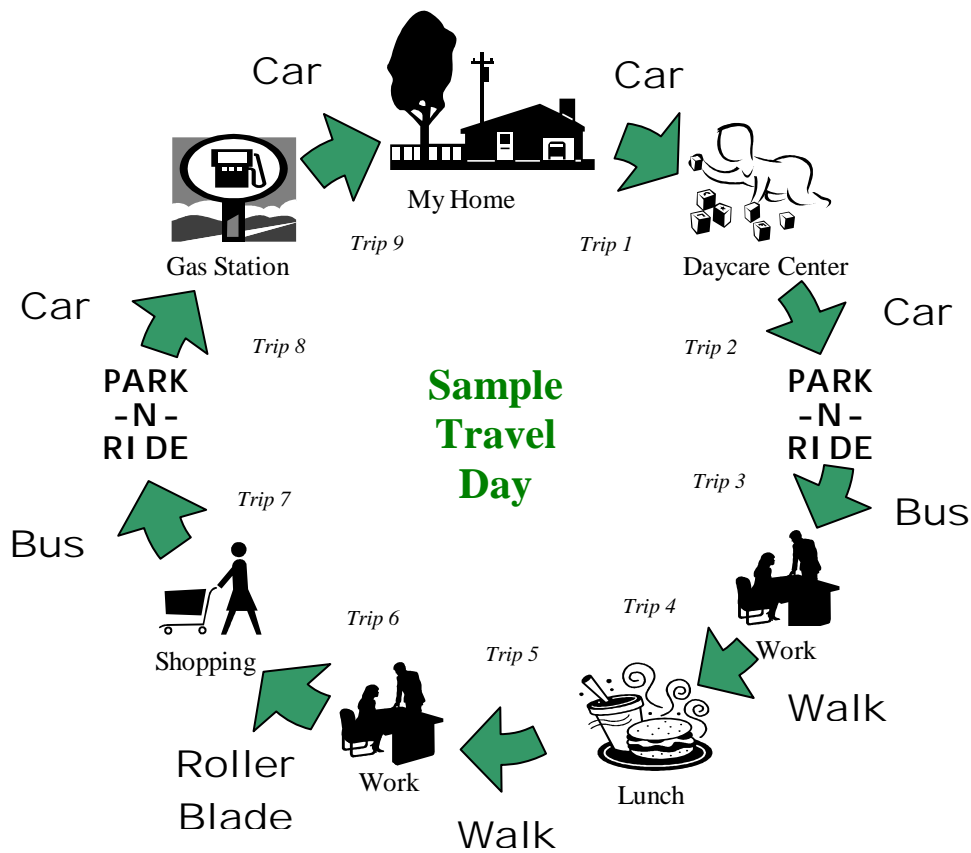 Car
Car
My Home
Trip 9
Trip 1
Gas Station
Daycare Center
Car
Car
Trip 8
Trip 2
PARK
-N-
RIDE
Sample
Travel
Day
PARK
-N-
RIDE
Trip 7
Trip 3
Bus
Bus
Trip 6
Trip 4
Trip 5
Shopping
Work
Walk
Roller
Blade
Work
Lunch
Walk